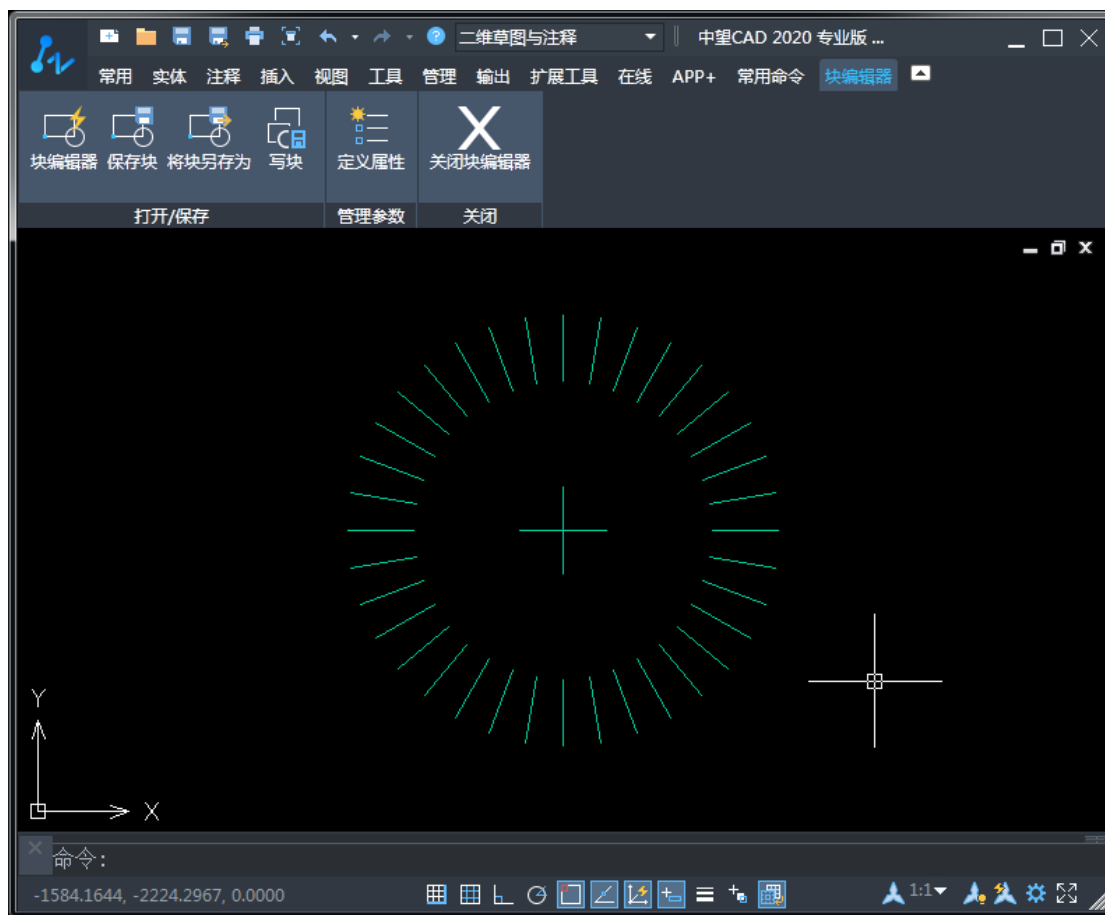 二维草图与注释 中望CAD 2020 专业版 ...
常用 实体 注释 插入 视图 工具 管理 输出 扩展工具 在线 APP+ 常用命令 块编辑器
块编辑器 保存块 将块另存为 写块 定义属性 关闭块编辑器
打开/保存 管理参数 关闭
Y
X
命令:
-1584.1644, -2224.2967, 0.0000 1:1